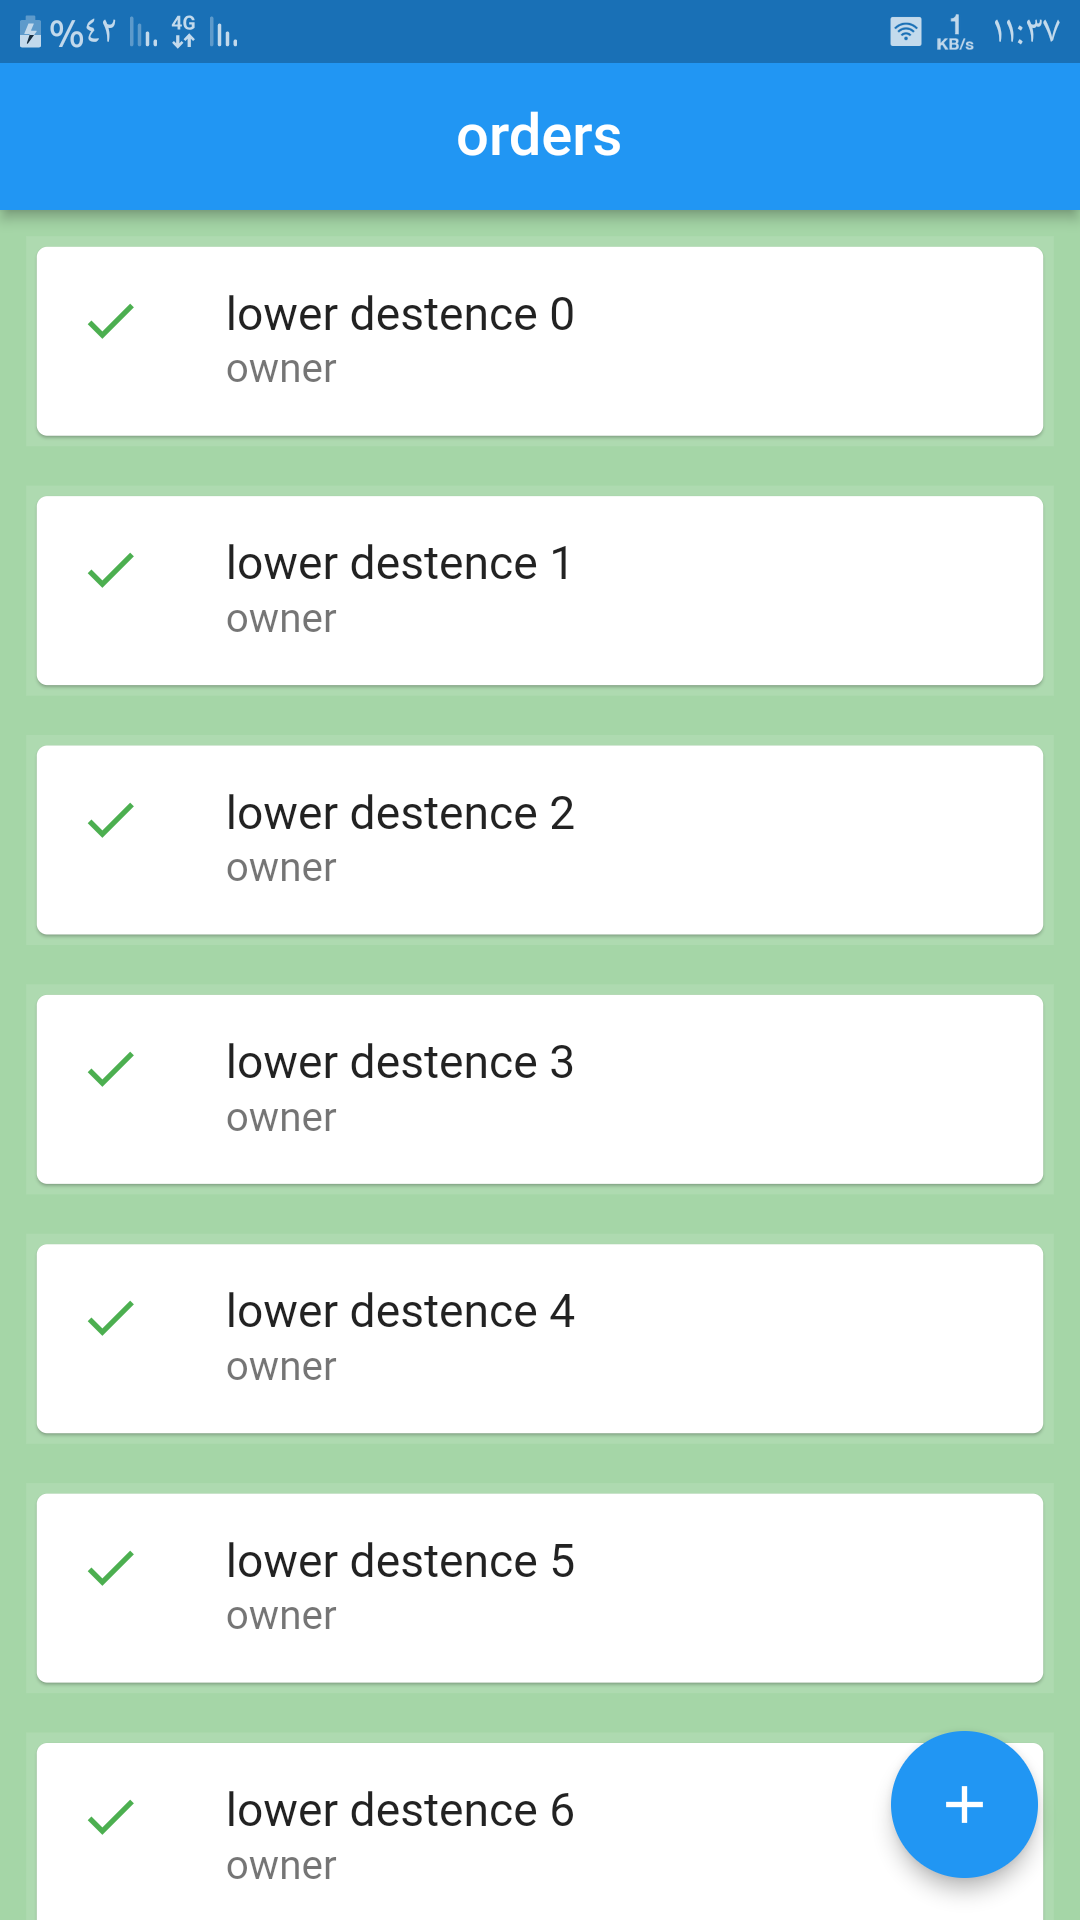 %٤٢ 4G 1 KB/s ١١:٣٧
orders
lower destence 0
owner
lower destence 1
owner
lower destence 2
owner
lower destence 3
owner
lower destence 4
owner
lower destence 5
owner
lower destence 6
owner